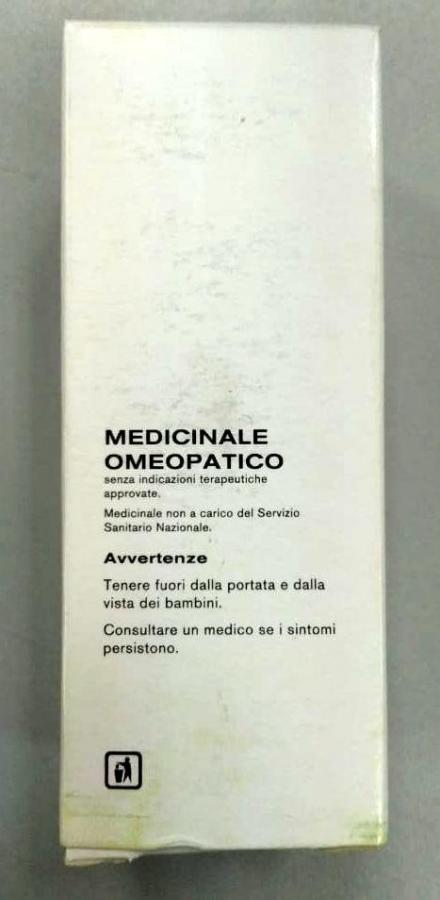 MEDICINALE
OMEOPATICO
senza indicazioni terapeutiche
approvate.
Medicinale non a carico del Servizio
Sanitario Nazionale.
Avvertenze
Tenere fuori dalla portata e dalla
vista dei bambini.
Consultare un medico se i sintomi
persistono.